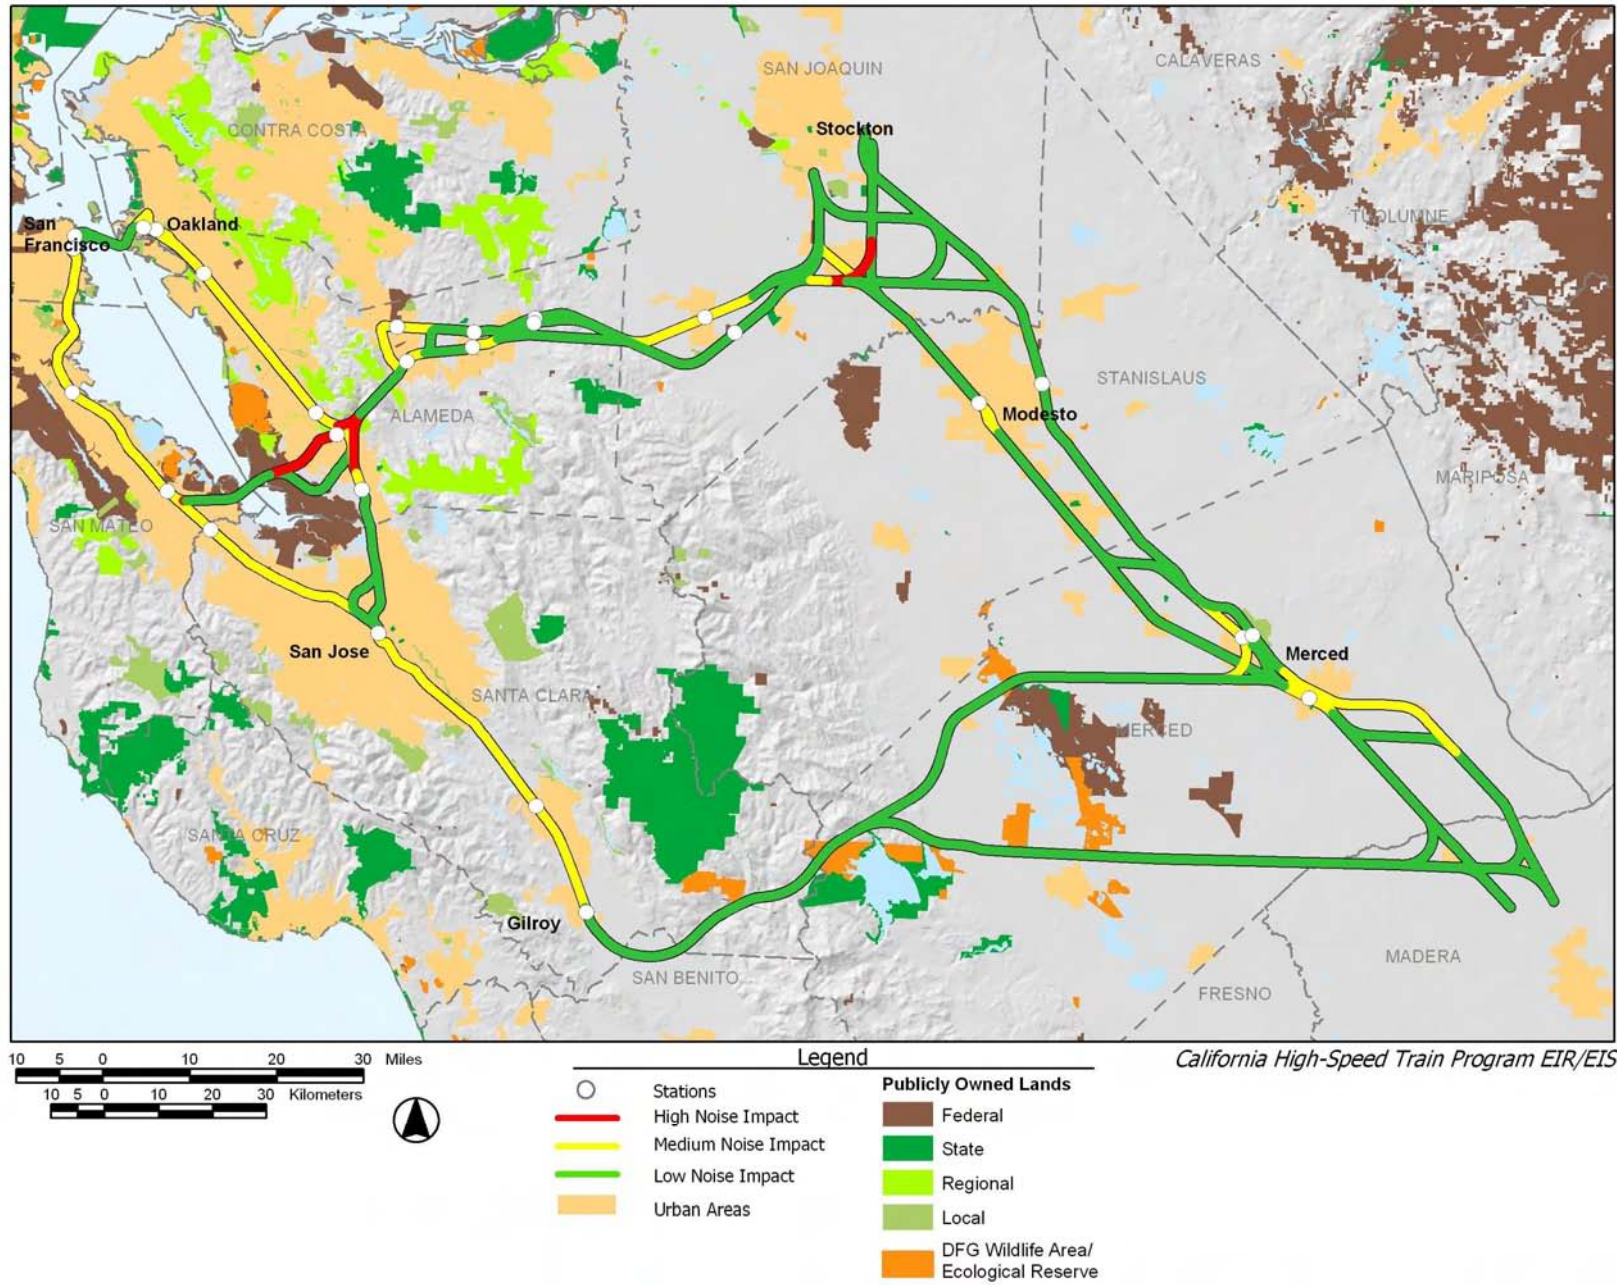 SAN JOAQUIN
CALAVERAS
CONTRA COSTA
Stockton
TUOLUMNE
San
Francisco
Oakland
ALAMEDA
STANISLAUS
Modesto
MARIPOSA
SAN MATEO
San Jose
Merced
SANTA CLARA
MERCED
SANTA CRUZ
Gilroy
SAN BENITO
MADERA
FRESNO
10 5 0 10 20 30 Miles
10 5 0 10 20 30 Kilometers
Legend
California High-Speed Train Program EIR/EIS
Stations
High Noise Impact
Medium Noise Impact
Low Noise Impact
Urban Areas
Publicly Owned Lands
Federal
State
Regional
Local
DFG Wildlife Area/
Ecological Reserve